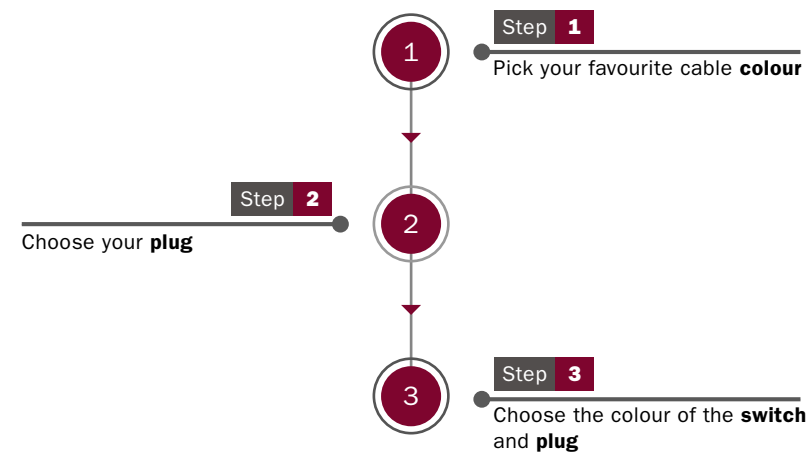 1
Step 1
Pick your favourite cable colour
2
Step 2
Choose your plug
3
Step 3
Choose the colour of the switch
and plug